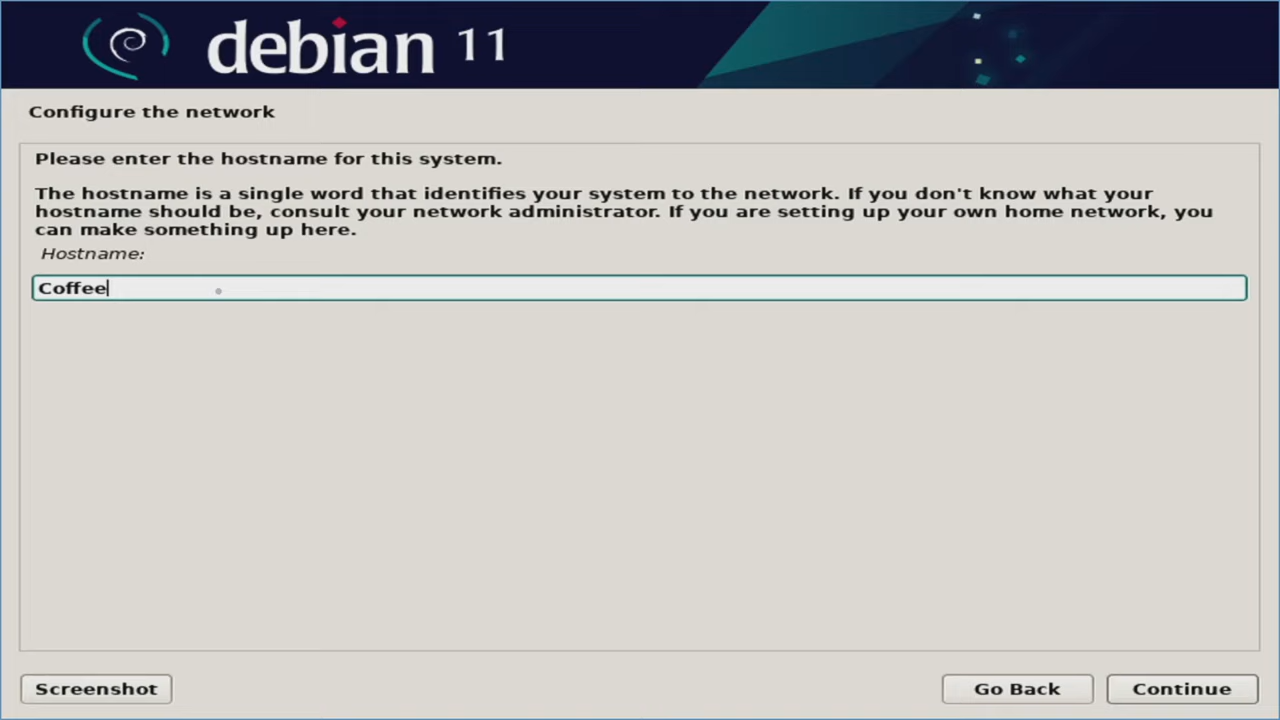 debian 11
Configure the network
Please enter the hostname for this system.
The hostname is a single word that identifies your system to the network. If you don't know what your
hostname should be, consult your network administrator. If you are setting up your own home network, you
can make something up here.
Hostname:
Coffee
Screenshot
Go Back
Continue